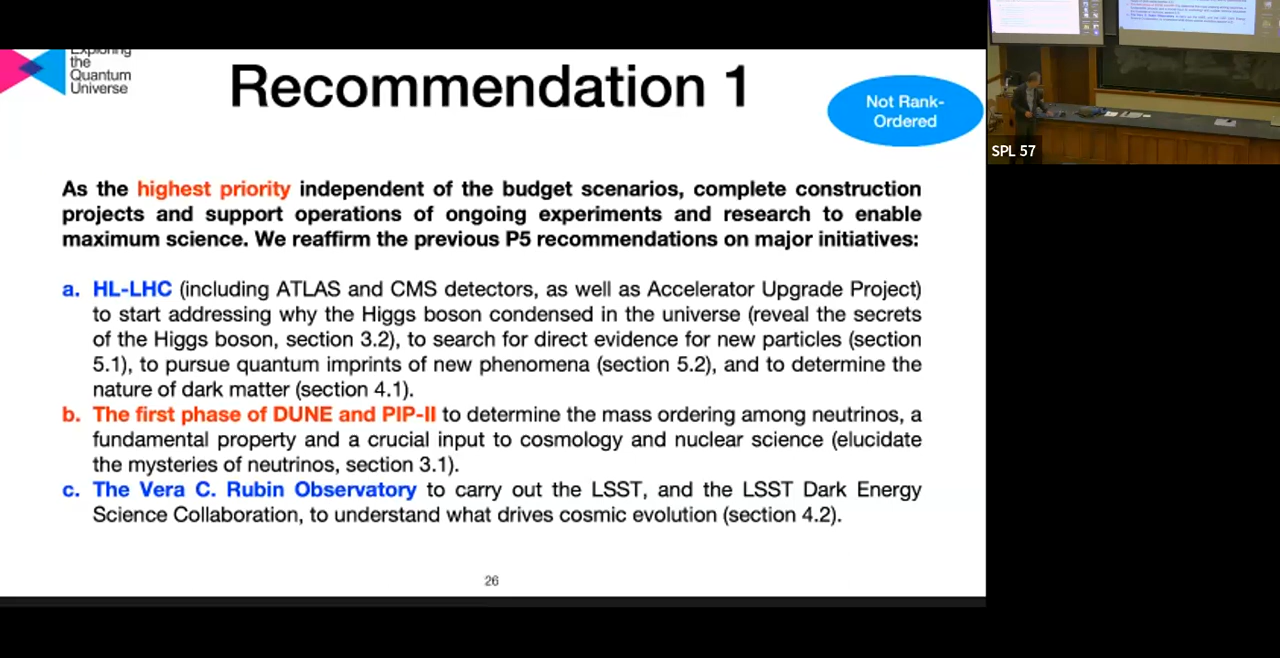 Exploring
the
Quantum
Universe
Recommendation 1
Not Rank-
Ordered
SPL 57
As the highest priority independent of the budget scenarios, complete construction
projects and support operations of ongoing experiments and research to enable
maximum science. We reaffirm the previous P5 recommendations on major initiatives:
a. HL-LHC (including ATLAS and CMS detectors, as well as Accelerator Upgrade Project)
to start addressing why the Higgs boson condensed in the universe (reveal the secrets
of the Higgs boson, section 3.2), to search for direct evidence for new particles (section
5.1), to pursue quantum imprints of new phenomena (section 5.2), and to determine the
nature of dark matter (section 4.1).
b. The first phase of DUNE and PIP-II to determine the mass ordering among neutrinos, a
fundamental property and a crucial input to cosmology and nuclear science (elucidate
the mysteries of neutrinos, section 3.1).
c. The Vera C. Rubin Observatory to carry out the LSST, and the LSST Dark Energy
Science Collaboration, to understand what drives cosmic evolution (section 4.2).
26